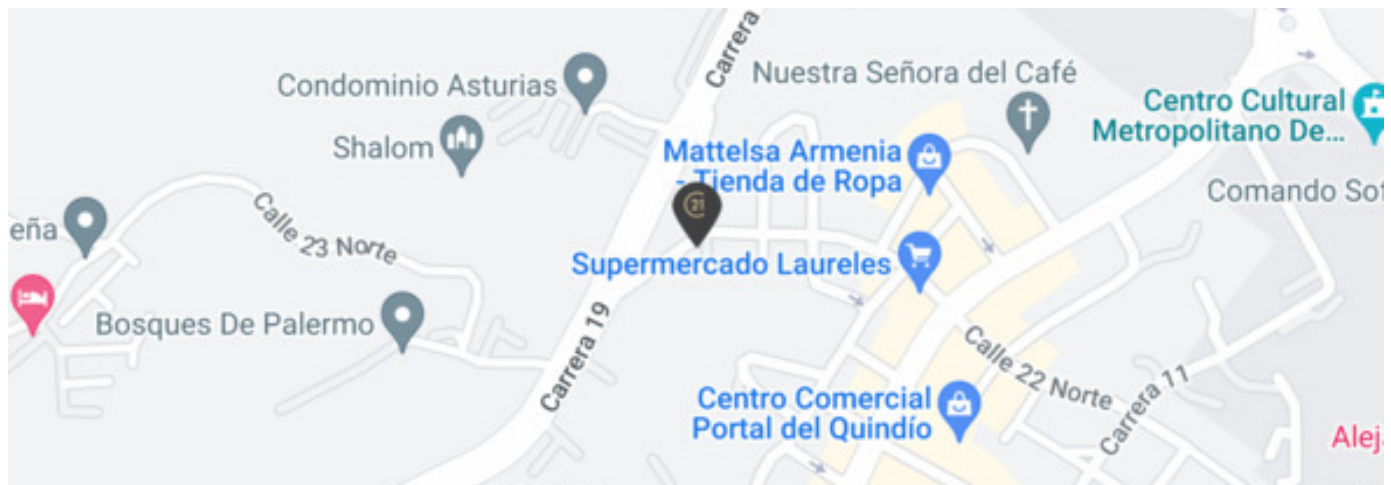 Carrera
Nuestra Señora del Café
Condominio Asturias
Centro Cultural
Metropolitano De...
Shalom
Mattelsa Armenia
- Tienda de Ropa
Comando Sof
21
eña
Calle 23 Norte
Supermercado Laureles
Bosques De Palermo
Carrera 19
Calle 22 Norte
Centro Comercial
Portal del Quindío
Carrera 11
Alej